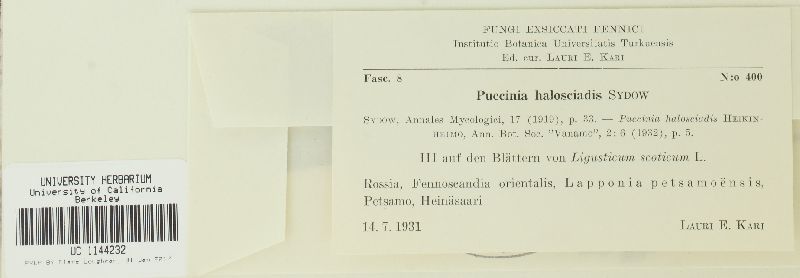 FUNGI EXSICCATI FENNICI
Institutio Botanica Universitatis Turkuensis
Ed. cur. LAURI E. KARI
Fasc. 8 N:o 400
Puccinia halosciadis SYDOW
SYDOW, Annales Mycologici, 17 (1919), p. 33. — Puccinia halosciadis HEIKIN-
HEIMO, Ann. Bot. Soc. "Vanamo", 2: 6 (1932), p. 5.
III auf den Blättern von Ligusticum scoticum L.
Rossia, Fennoscandia orientalis, Lapponia petsamoënsis,
Petsamo, Heinäsaari
14. 7. 1931 LAURI E. KARI
UNIVERSITY HERBARIUM
University of California
Berkeley
UC 1144232